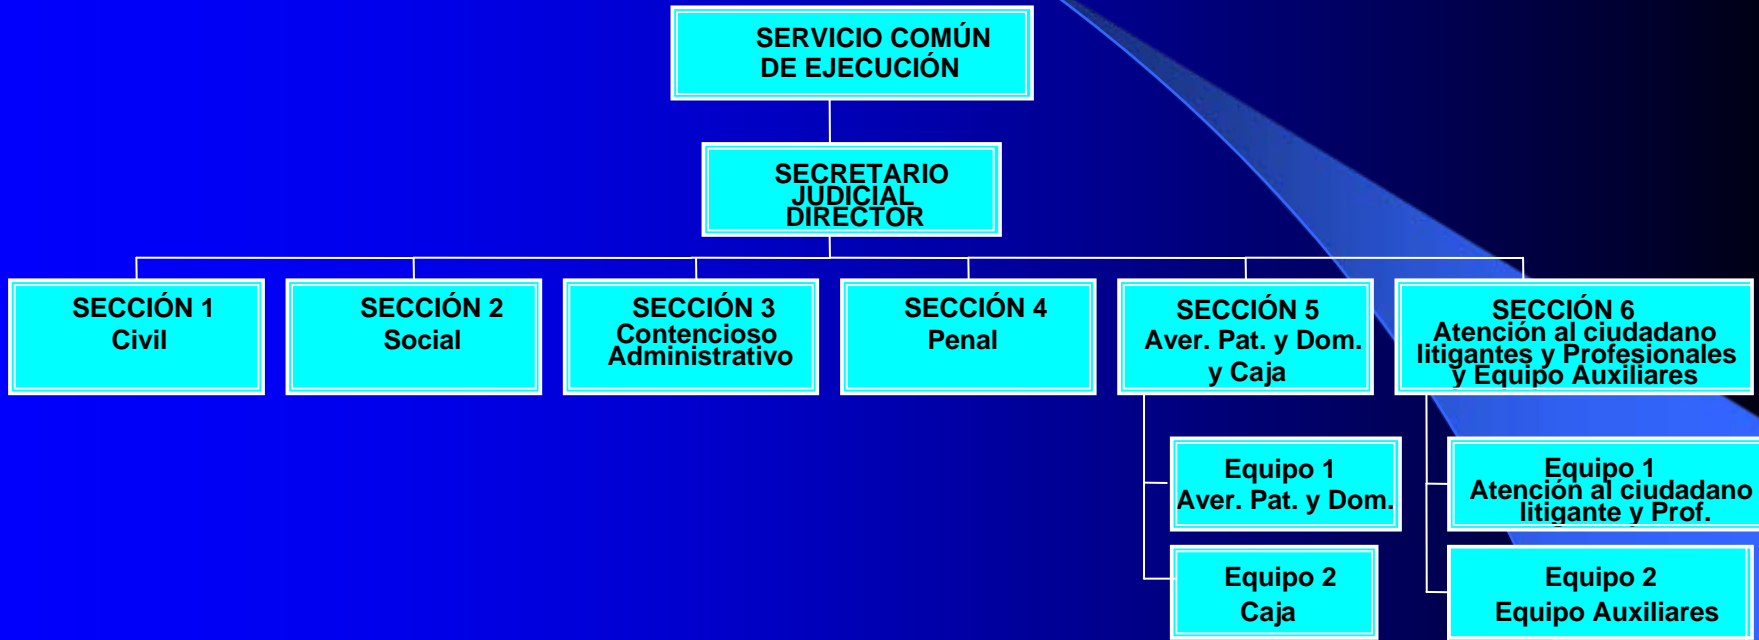 SERVICIO COMÚN
DE EJECUCIÓN
SECRETARIO
JUDICIAL
DIRECTOR
SECCIÓN 1
Civil
SECCIÓN 2
Social
SECCIÓN 3
Contencioso
Administrativo
SECCIÓN 4
Penal
SECCIÓN 5
Aver. Pat. y Dom.
y Caja
SECCIÓN 6
Atención al ciudadano
litigantes y Profesionales
y Equipo Auxiliares
Equipo 1
Aver. Pat. y Dom.
Equipo 2
Caja
Equipo 1
Atención al ciudadano
litigante y Prof.
Equipo 2
Equipo Auxiliares